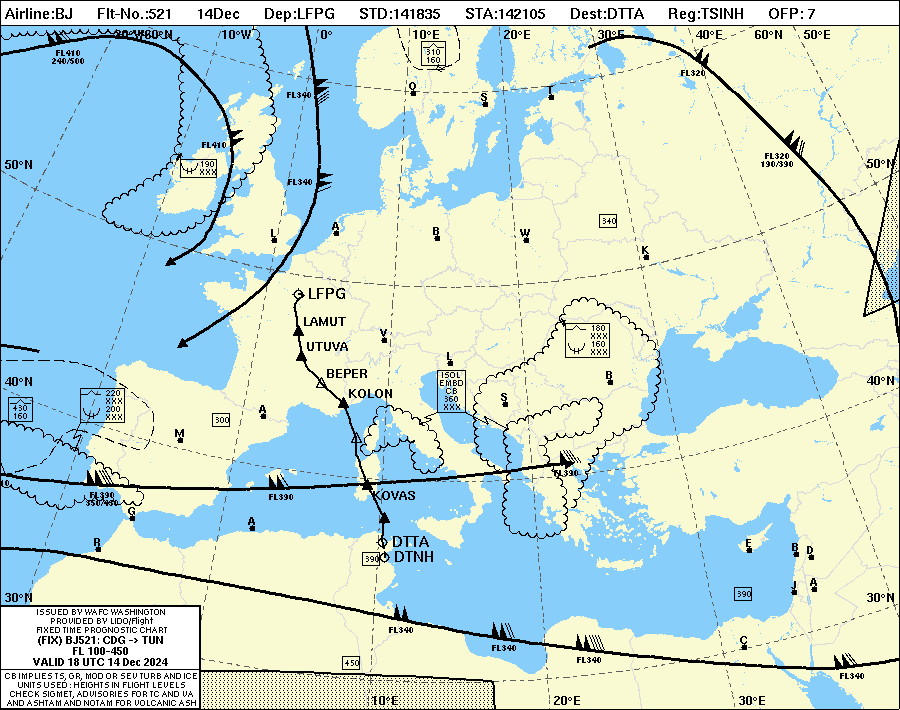 Airline:BJ Flt-No.:521 14Dec Dep:LFPG STD:141835 STA:142105 Dest:DTTA Reg:TSINH OFP: 7
10°W 0° 10°E 20°E 40°E 60°N 50°E
FL410
240/500
310
160
FL320
FL340
O
S
T
FL410
FL320
190/390
50°N
190
XXX
50°N
FL340
340
L
A
B
W
K
LFPG
LAMUT
UTUVA
V
180
XXX
160
XXX
L
BEPER
KOLON
ISOL
EMBD
CB
360
XXX
B
S
40°N
40°N
430
160
220
XXX
200
XXX
300
A
M
FL390
FL390
350/430
FL390
KOVAS
G
A
R
DTTA
DTNH
390
E
B
D
J
A
390
30°N
30°N
FL340
FL340
FL340
C
FL340
450
10°E
20°E
30°E
ISSUED BY WAFC WASHINGTON
PROVIDED BY LIDO/Flight
FIXED TIME PROGNOSTIC CHART
(FIX) BJ521: CDG -> TUN
FL 100-450
VALID 18 UTC 14 Dec 2024
CB IMPLIES TS, GR, MOD OR SEV TURB AND ICE
UNITS USED : HEIGHTS IN FLIGHT LEVELS
CHECK SIGMET, ADVISORIES FOR TC AND VA
AND ASHTAM AND NOTAM FOR VOLCANIC ASH